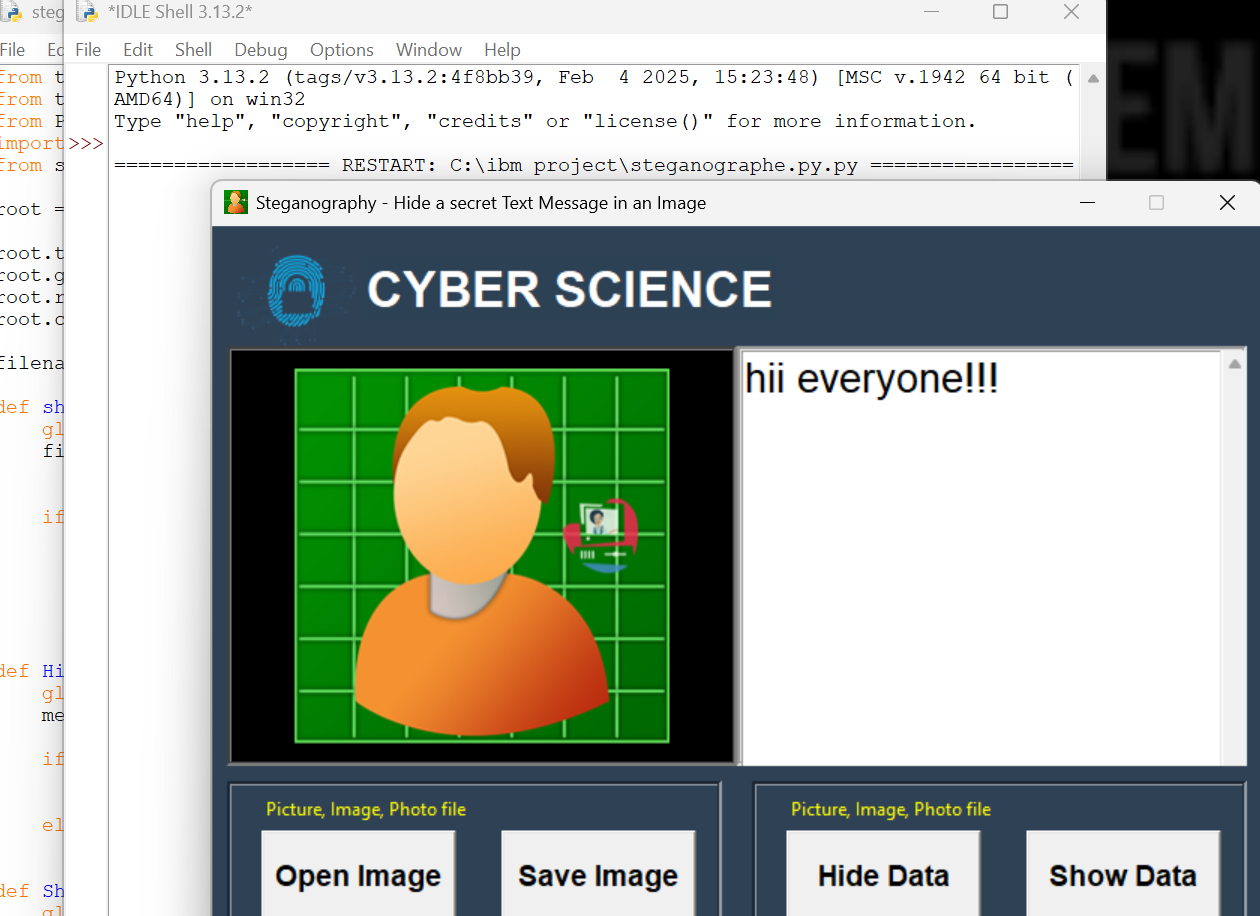 steg
*IDLE Shell 3.13.2*
File Ed
File Edit Shell Debug Options Window Help
from t
from t
from P
import
from s
root =
root.t
root.g
root.r
root.c
filena
def sh
gl
fi
if
def Hi
gl
me
if
el
def Sh
gl
Python 3.13.2 (tags/v3.13.2:4f8bb39, Feb  4 2025, 15:23:48) [MSC v.1942 64 bit (
AMD64)] on win32
Type "help", "copyright", "credits" or "license()" for more information.
>>>
================= RESTART: C:\ibm project\steganographe.py.py ================
EM
Steganography - Hide a secret Text Message in an Image
CYBER SCIENCE
hii everyone!!!
Picture, Image, Photo file
Open Image Save Image
Picture, Image, Photo file
Hide Data Show Data